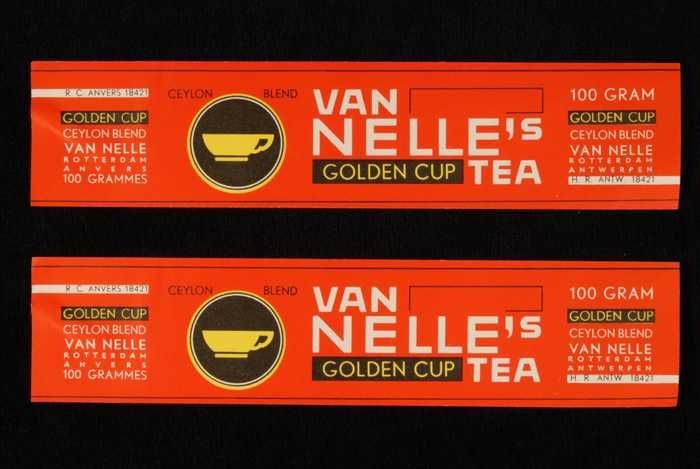 R C ANVERS 18421
GOLDEN CUP
CEYLON BLEND
VAN NELLE
ROTTERDAM
ANVERS
100 GRAMMES
CEYLON BLEND
VAN
NELLE's
GOLDEN CUP TEA
100 GRAM
GOLDEN CUP
CEYLON BLEND
VAN NELLE
ROTTERDAM
ANTWERPEN
H. R. ANTW. 18421
R C ANVERS 18421
GOLDEN CUP
CEYLON BLEND
VAN NELLE
ROTTERDAM
ANVERS
100 GRAMMES
CEYLON BLEND
VAN
NELLE's
GOLDEN CUP TEA
100 GRAM
GOLDEN CUP
CEYLON BLEND
VAN NELLE
ROTTERDAM
ANTWERPEN
H. R. ANTW. 18421